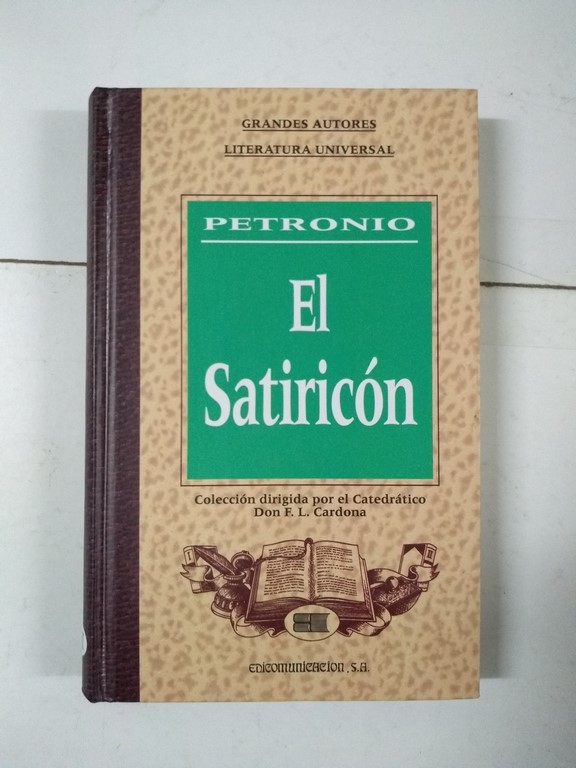 GRANDES AUTORES
LITERATURA UNIVERSAL
PETRONIO
El
Satiricón
Colección dirigida por el Catedrático
Don F. L. Cardona
EDICOMUNICACION, S.A.